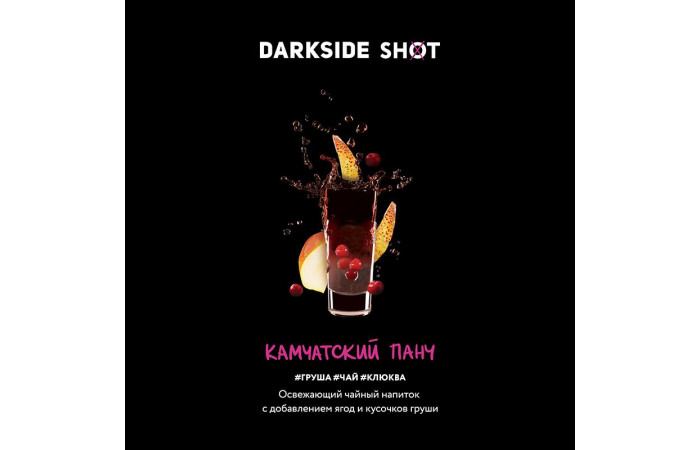 DARKSIDE SHOT
КАМЧАТСКИЙ ПАНЧ
#ГРУША #ЧАЙ #КЛЮКВА
Освежающий чайный напиток
с добавлением ягод и кусочков груши